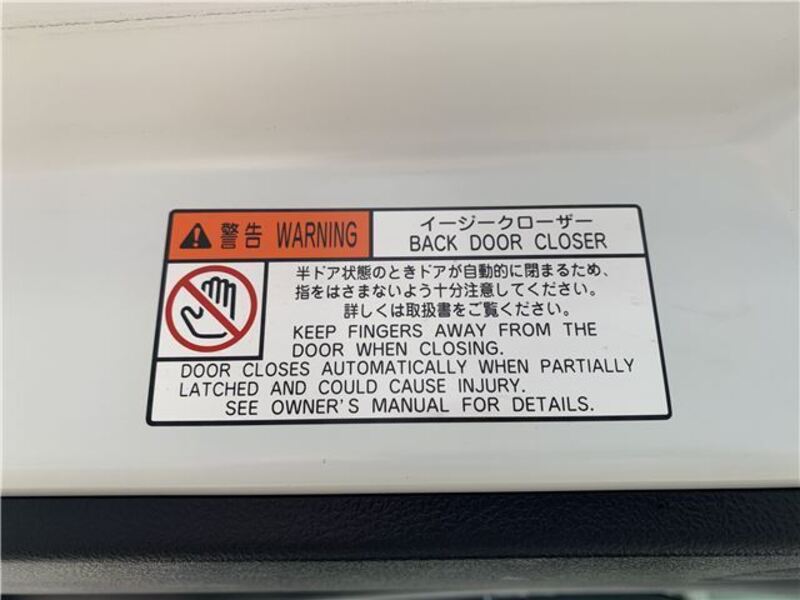 警告 WARNING
イージークローザー
BACK DOOR CLOSER
半ドア状態のときドアが自動的に閉まるため、
指をはさまないよう十分注意してください。
詳しくは取扱書をご覧ください。
KEEP FINGERS AWAY FROM THE
DOOR WHEN CLOSING.
DOOR CLOSES AUTOMATICALLY WHEN PARTIALLY
LATCHED AND COULD CAUSE INJURY.
SEE OWNER'S MANUAL FOR DETAILS.